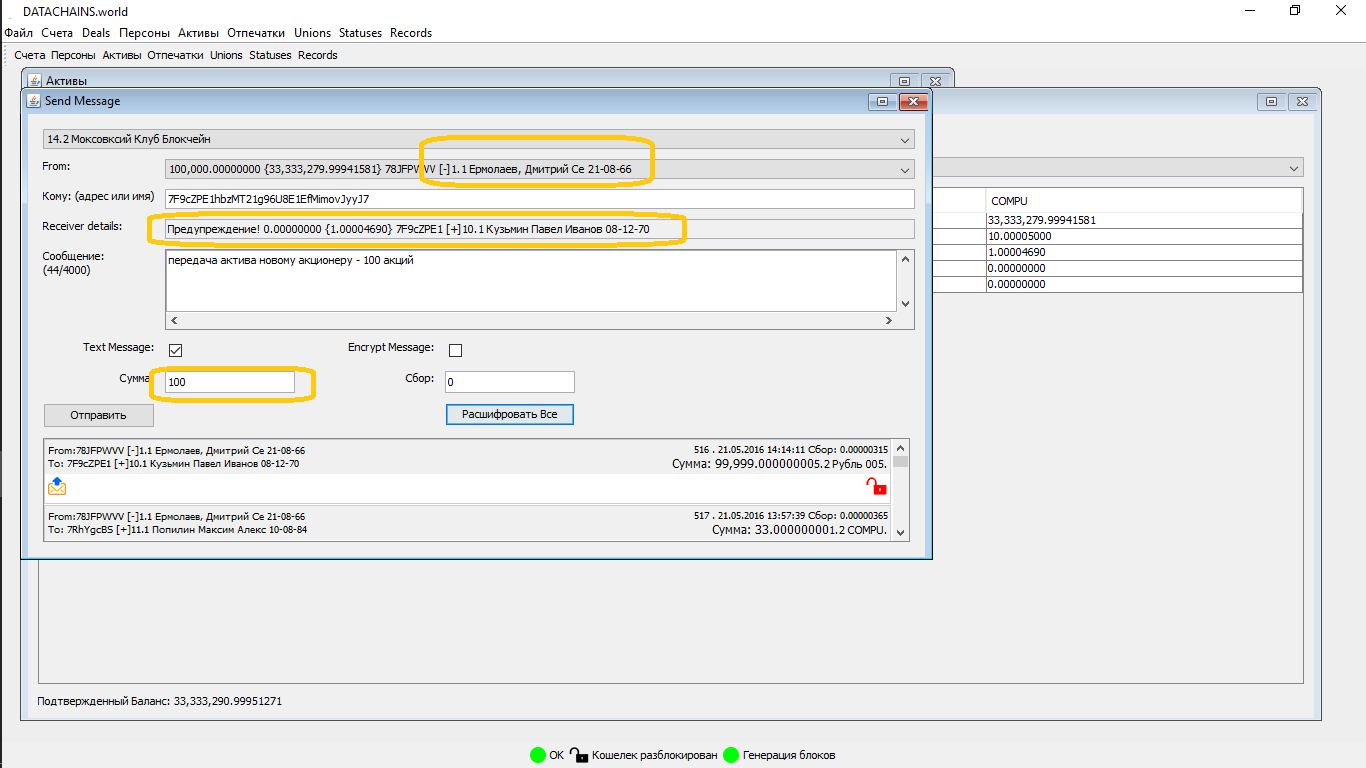 DATACHAINS.world
Файл Счета Deals Персоны Активы Отпечатки Unions Statuses Records
Счета Персоны Активы Отпечатки Unions Statuses Records
Активы
Send Message
14.2 Моксовксий Клуб Блокчейн
From: 100,000.00000000 {33,333,279.99941581} 78JFPWVV [-]1.1 Ермолаев, Дмитрий Се 21-08-66
Кому: (адрес или имя) 7F9cZPE1hbzMT21g96U8E1EfMimovJyyJ7
Receiver details: Предупреждение! 0.00000000 {1.00004690} 7F9cZPE1 [+]10.1 Кузьмин Павел Иванов 08-12-70
Сообщение: передача актива новому акционеру - 100 акций
(44/4000)
Text Message: Encrypt Message:
Сумма 100 Сбор: 0
Отправить Расшифровать Все
From:78JFPWVV [-]1.1 Ермолаев, Дмитрий Се 21-08-66 516 . 21.05.2016 14:14:11 Сбор: 0.00000315
To: 7F9cZPE1 [+]10.1 Кузьмин Павел Иванов 08-12-70 Сумма: 99,999.000000005.2 Рубль 005.
From:78JFPWVV [-]1.1 Ермолаев, Дмитрий Се 21-08-66 517 . 21.05.2016 13:57:39 Сбор: 0.00000365
To: 7RhYgcBS [+]11.1 Попилин Максим Алекс 10-08-84 Сумма: 33.000000001.2 COMPU.
COMPU
33,333,279.99941581
10.00005000
1.00004690
0.00000000
0.00000000
Подтвержденный Баланс: 33,333,290.99951271
OK Кошелек разблокирован Генерация блоков